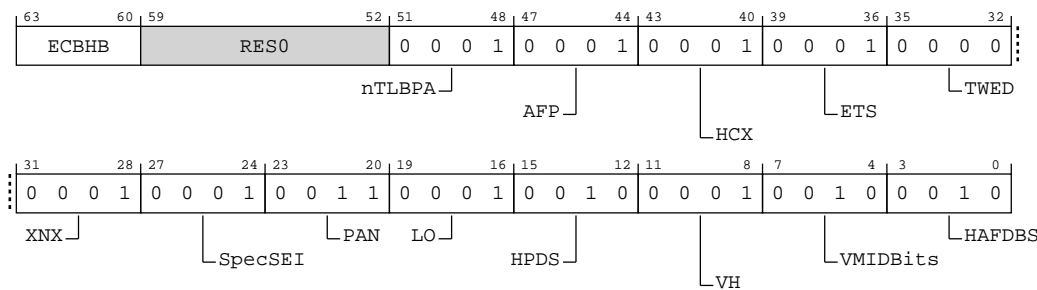 63 60 59 52 51 48 47 44 43 40 39 36 35 32
ECBHB RES0 0 0 0 1 0 0 0 1 0 0 0 1 0 0 0 1 0 0 0 0
nTLBPA TWED
AFP ETS
HCX
31 28 27 24 23 20 19 16 15 12 11 8 7 4 3 0
0 0 0 1 0 0 0 1 0 0 1 1 0 0 0 1 0 0 1 0 0 0 0 1 0 0 1 0 0 0 1 0
XNX PAN LO HAFDBS
SpecSEI HPDS VMIDBits
VH